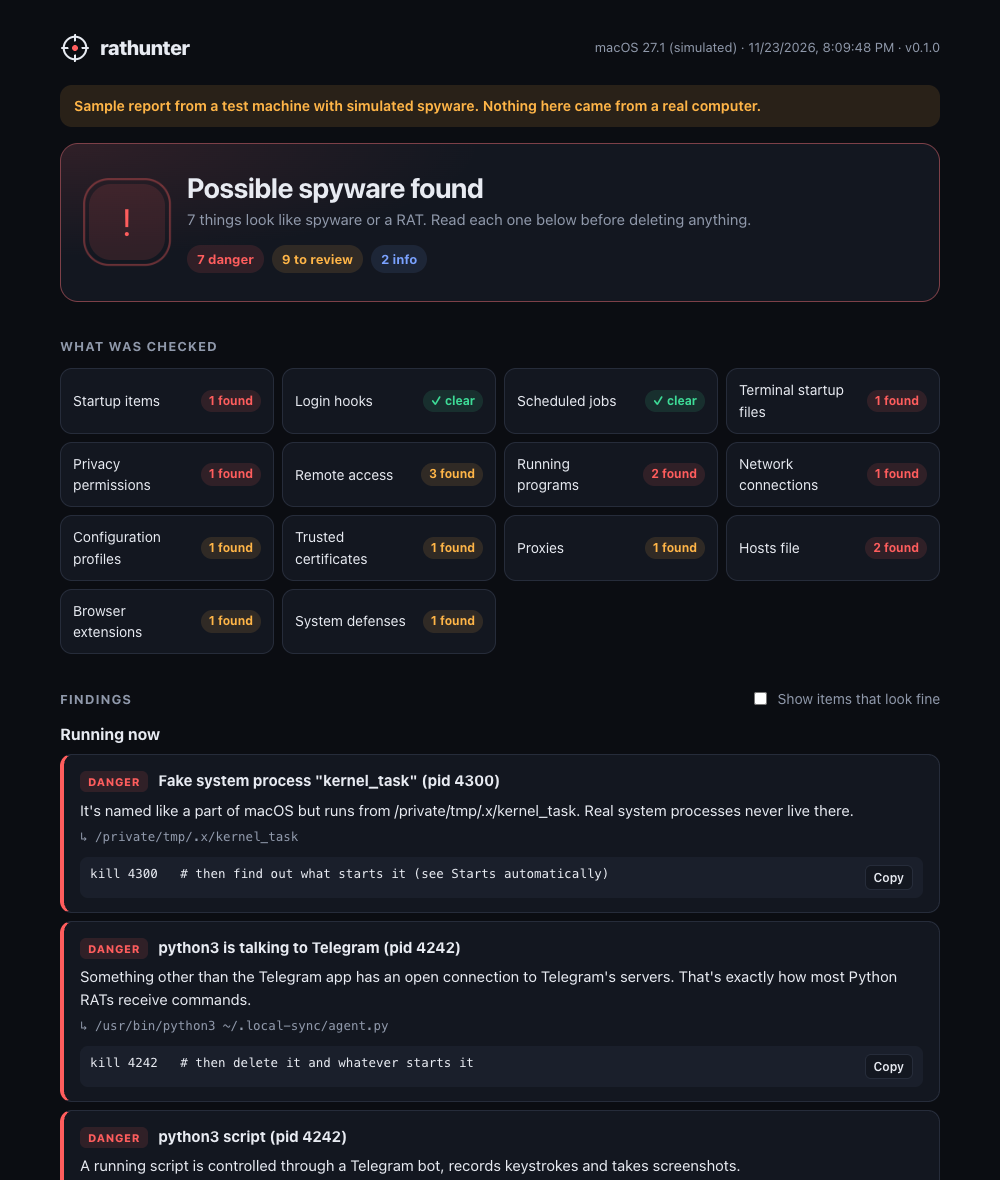 rathunter
macOS 27.1 (simulated) · 11/23/2026, 8:09:48 PM · v0.1.0
Sample report from a test machine with simulated spyware. Nothing here came from a real computer.
!
Possible spyware found
7 things look like spyware or a RAT. Read each one below before deleting anything.
7 danger 9 to review 2 info
WHAT WAS CHECKED
Startup items 1 found
Login hooks ✓ clear
Scheduled jobs ✓ clear
Terminal startup
files 1 found
Privacy
permissions 1 found
Remote access 3 found
Running
programs 2 found
Network
connections 1 found
Configuration
profiles 1 found
Trusted
certificates 1 found
Proxies 1 found
Hosts file 2 found
Browser
extensions 1 found
System defenses 1 found
FINDINGS
Show items that look fine
Running now
DANGER Fake system process "kernel_task" (pid 4300)
It's named like a part of macOS but runs from /private/tmp/.x/kernel_task. Real system processes never live there.
↳ /private/tmp/.x/kernel_task
kill 4300   # then find out what starts it (see Starts automatically) Copy
DANGER python3 is talking to Telegram (pid 4242)
Something other than the Telegram app has an open connection to Telegram's servers. That's exactly how most Python
RATs receive commands.
↳ /usr/bin/python3 ~/.local-sync/agent.py
kill 4242   # then delete it and whatever starts it Copy
DANGER python3 script (pid 4242)
A running script is controlled through a Telegram bot, records keystrokes and takes screenshots.